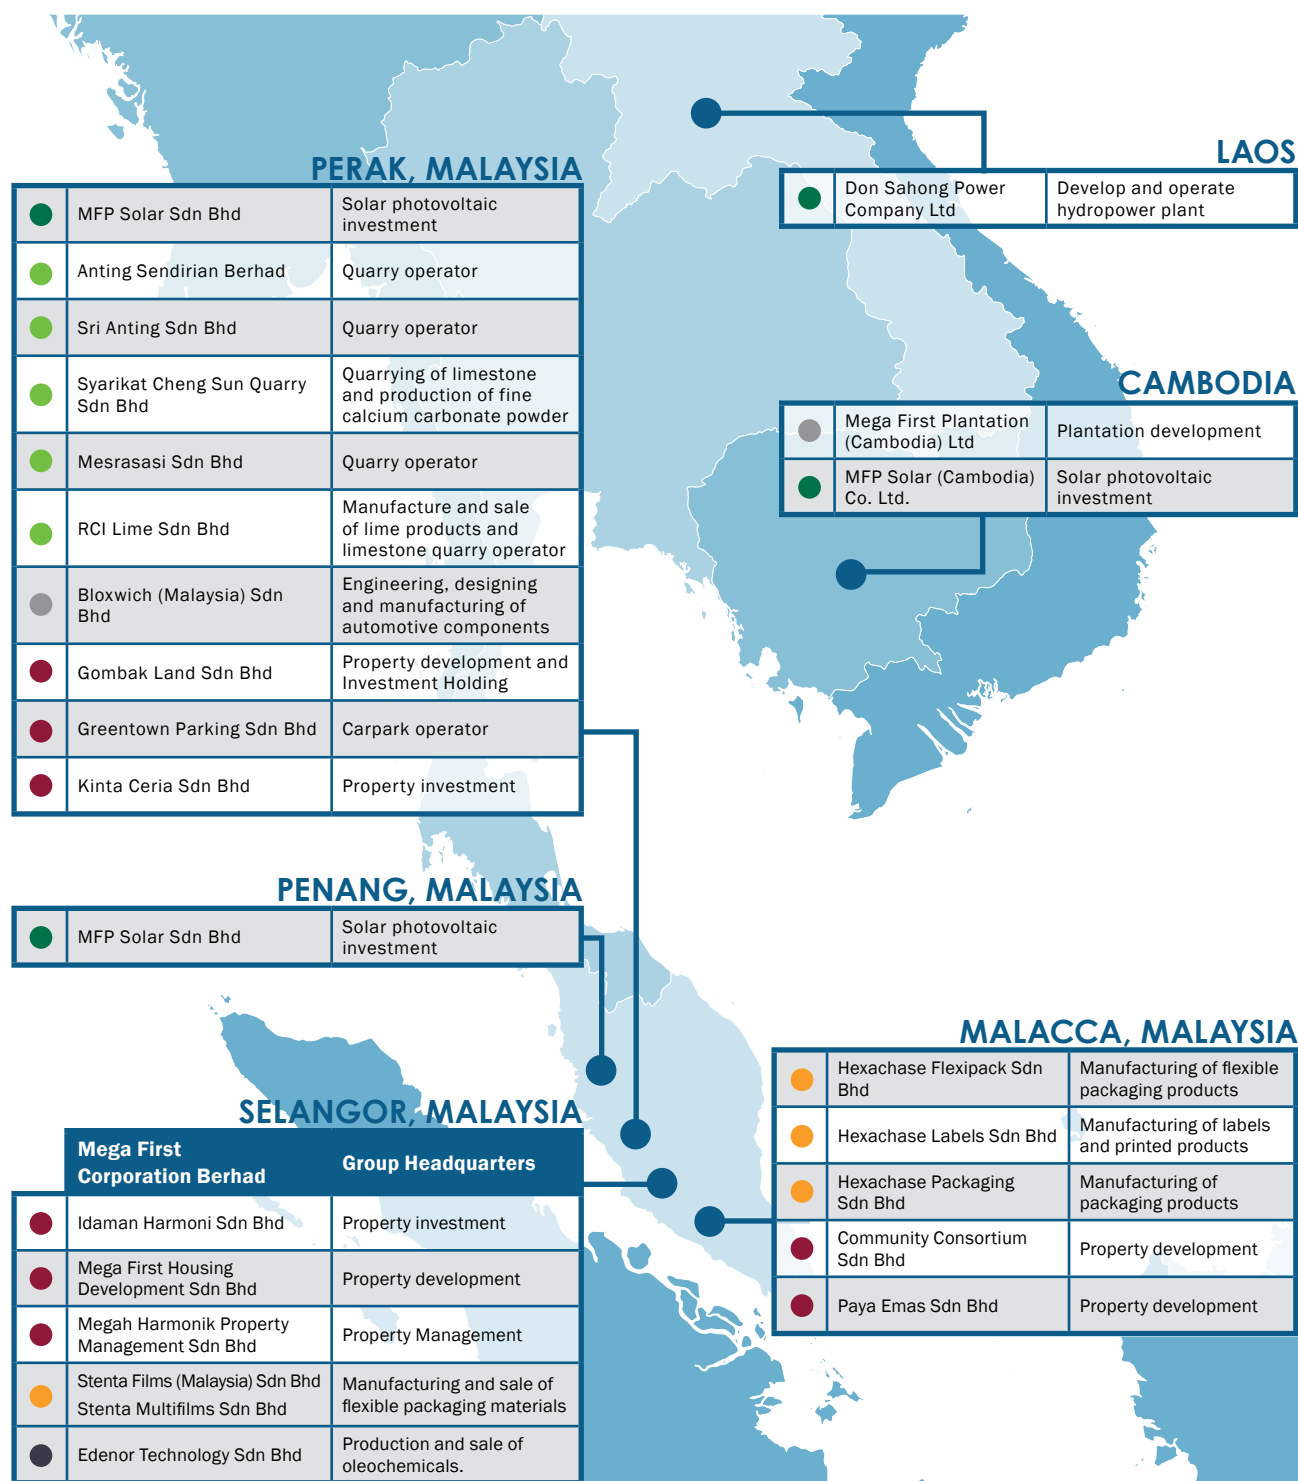 PERAK, MALAYSIA
MFP Solar Sdn Bhd
Solar photovoltaic
investment
Anting Sendirian Berhad
Quarry operator
Sri Anting Sdn Bhd
Quarry operator
Syarikat Cheng Sun Quarry
Sdn Bhd
Quarrying of limestone
and production of fine
calcium carbonate powder
Mesrasasi Sdn Bhd
Quarry operator
RCI Lime Sdn Bhd
Manufacture and sale
of lime products and
limestone quarry operator
Bloxwich (Malaysia) Sdn
Bhd
Engineering, designing
and manufacturing of
automotive components
Gombak Land Sdn Bhd
Property development and
Investment Holding
Greentown Parking Sdn Bhd
Carpark operator
Kinta Ceria Sdn Bhd
Property investment
LAOS
Don Sahong Power
Company Ltd
Develop and operate
hydropower plant
CAMBODIA
Mega First Plantation
(Cambodia) Ltd
Plantation development
MFP Solar (Cambodia)
Co. Ltd.
Solar photovoltaic
investment
PENANG, MALAYSIA
MFP Solar Sdn Bhd
Solar photovoltaic
investment
SELANGOR, MALAYSIA
Mega First
Corporation Berhad
Group Headquarters
Idaman Harmoni Sdn Bhd
Property investment
Mega First Housing
Development Sdn Bhd
Property development
Megah Harmonik Property
Management Sdn Bhd
Property Management
Stenta Films (Malaysia) Sdn Bhd
Stenta Multifilms Sdn Bhd
Manufacturing and sale of
flexible packaging materials
Edenor Technology Sdn Bhd
Production and sale of
oleochemicals.
MALACCA, MALAYSIA
Hexachase Flexipack Sdn
Bhd
Manufacturing of flexible
packaging products
Hexachase Labels Sdn Bhd
Manufacturing of labels
and printed products
Hexachase Packaging
Sdn Bhd
Manufacturing of
packaging products
Community Consortium
Sdn Bhd
Property development
Paya Emas Sdn Bhd
Property development